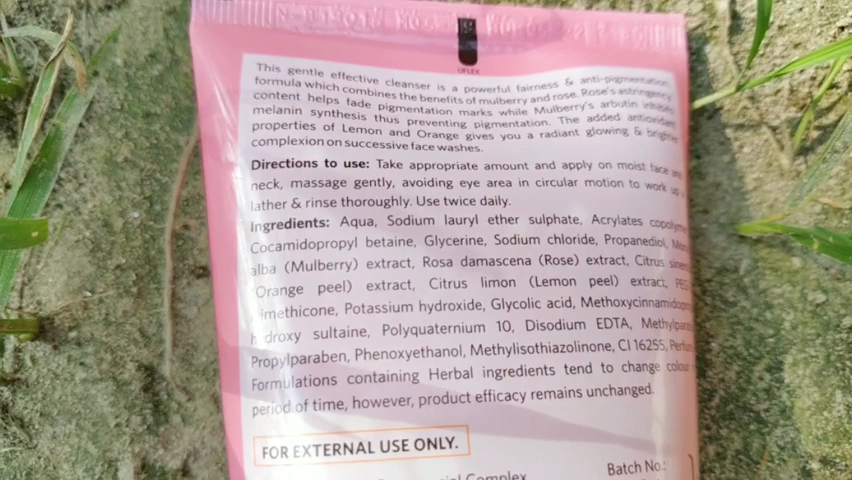 UFLEX
This gentle effective cleanser is a powerful fairness & anti-pigmentation
formula which combines the benefits of mulberry and rose. Rose's astringency
content helps fade pigmentation marks while Mulberry's arbutin inhibits
melanin synthesis thus preventing pigmentation. The added antioxidant
properties of Lemon and Orange gives you a radiant glowing & brighter
complexion on successive face washes.
Directions to use: Take appropriate amount and apply on moist face and
neck, massage gently, avoiding eye area in circular motion to work up
lather & rinse thoroughly. Use twice daily.
Ingredients: Aqua, Sodium lauryl ether sulphate, Acrylates
Cocamidopropyl betaine, Glycerine, Sodium chloride, Propanediol,
alba (Mulberry) extract, Rosa damascena (Rose) extract, Citrus
Orange peel) extract, Citrus limon (Lemon peel) extract, PEG
imethicone, Potassium hydroxide, Glycolic acid,
sultaine, Polyquaternium 10, Disodium EDTA,
Propylparaben, Phenoxyethanol, Methylisothiazolinone, CI 16255,
Formulations containing Herbal ingredients tend to change colour
period of time, however, product efficacy remains unchanged.
FOR EXTERNAL USE ONLY.
Complex
Batch No.: